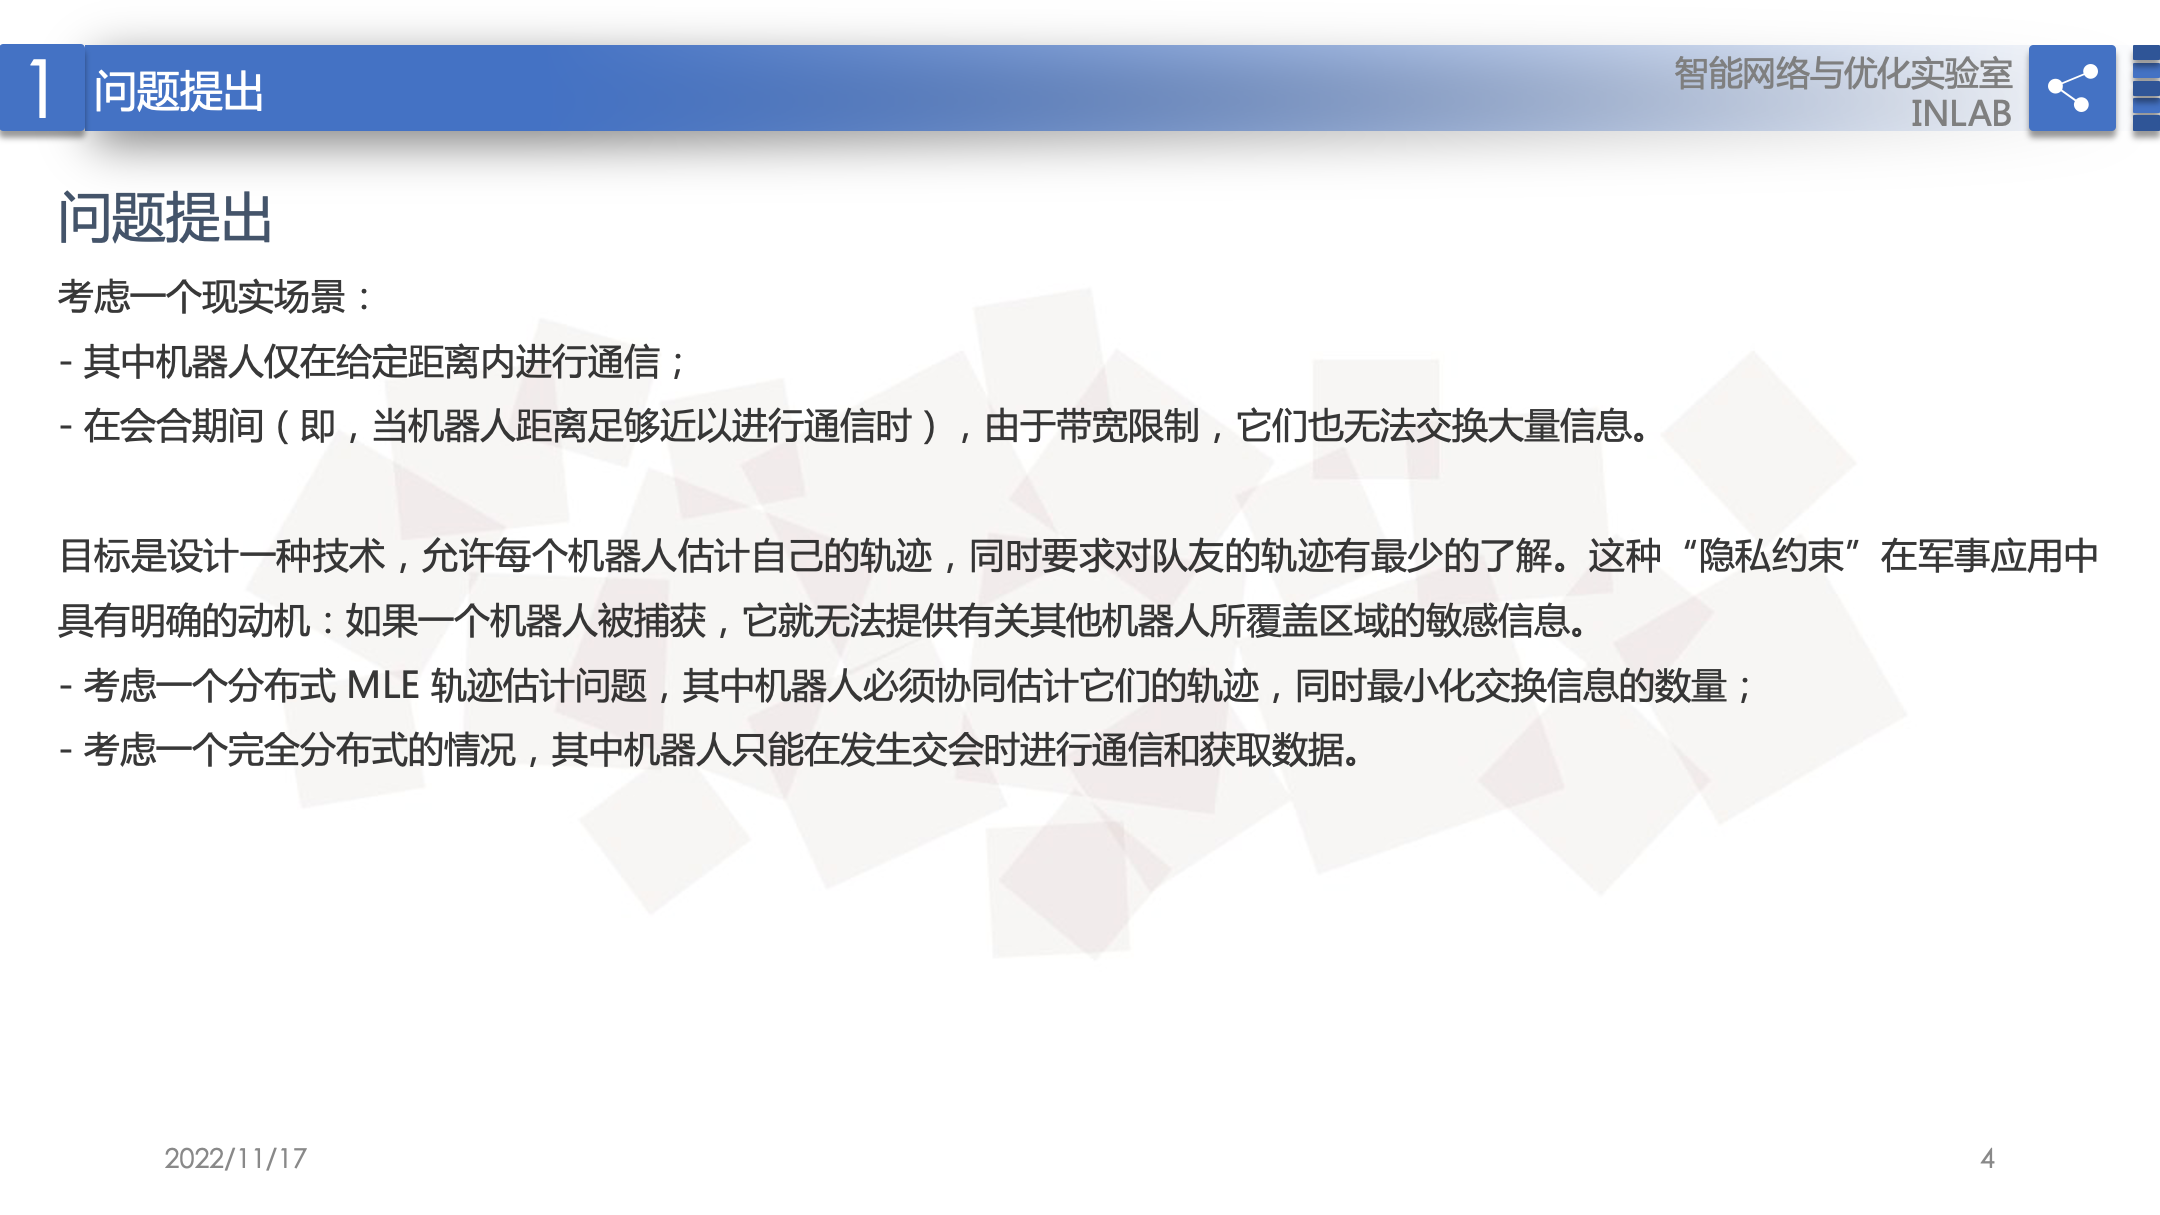 1 问题提出
智能网络与优化实验室
INLAB
问题提出
考虑一个现实场景：
- 其中机器人仅在给定距离内进行通信；
- 在会合期间（即，当机器人距离足够近以进行通信时），由于带宽限制，它们也无法交换大量信息。
目标是设计一种技术，允许每个机器人估计自己的轨迹，同时要求对队友的轨迹有最少的了解。这种“隐私约束”在军事应用中
具有明确的动机：如果一个机器人被捕获，它就无法提供有关其他机器人所覆盖区域的敏感信息。
- 考虑一个分布式 MLE 轨迹估计问题，其中机器人必须协同估计它们的轨迹，同时最小化交换信息的数量；
- 考虑一个完全分布式的情况，其中机器人只能在发生交会时进行通信和获取数据。
2022/11/17
4